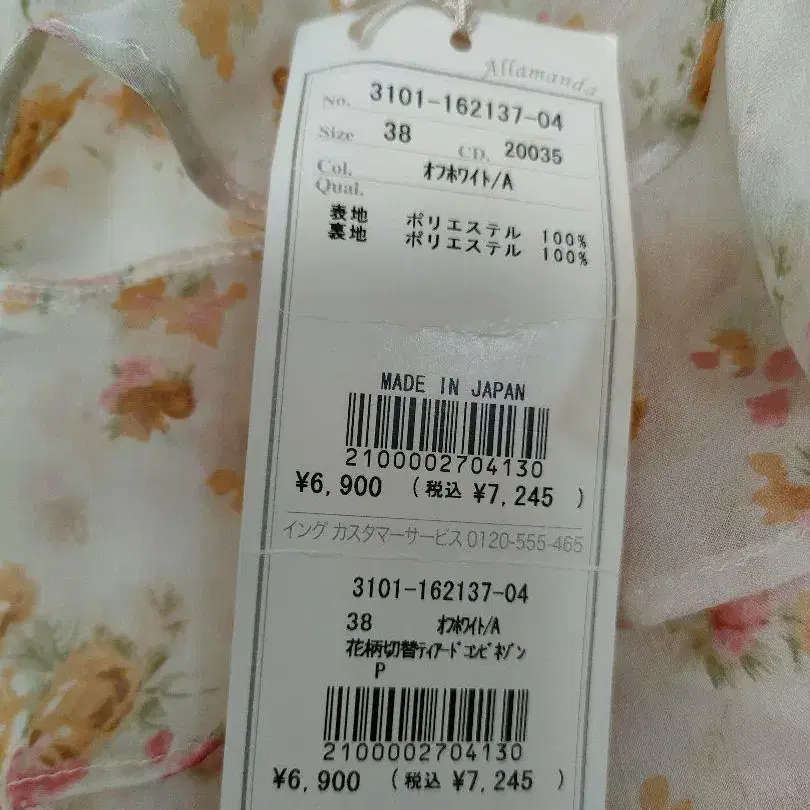 Allamanda
No. 3101-162137-04
Size 38 CD. 20035
Col. オフホワイト/A
Qual.
表地 ポリエステル 100%
裏地 ポリエステル 100%
MADE IN JAPAN
2100002704130
¥6,900 (税込 ¥7,245 )
イング カスタマーサービス 0120-555-465
3101-162137-04
38 オフホワイト/A
花柄切替ティアードコンビネゾン
P
2100002704130
¥6,900 (税込 ¥7,245 )